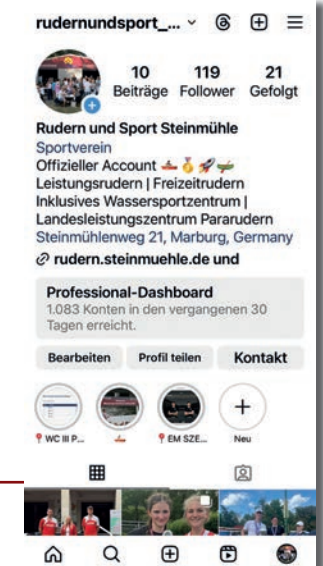 rudernundsport_...
10 119 21
Beiträge Follower Gefolgt
Rudern und Sport Steinmühle
Sportverein
Offizieller Account
Leistungsrudern | Freizeitrudern
Inklusives Wassersportzentrum |
Landesleistungszentrum Pararudern
Steinmühlenweg 21, Marburg, Germany
rudern.steinmuehle.de und
Professional-Dashboard
1.083 Konten in den vergangenen 30
Tagen erreicht.
Bearbeiten Profil teilen Kontakt
WC III P... EM SZE... Neu